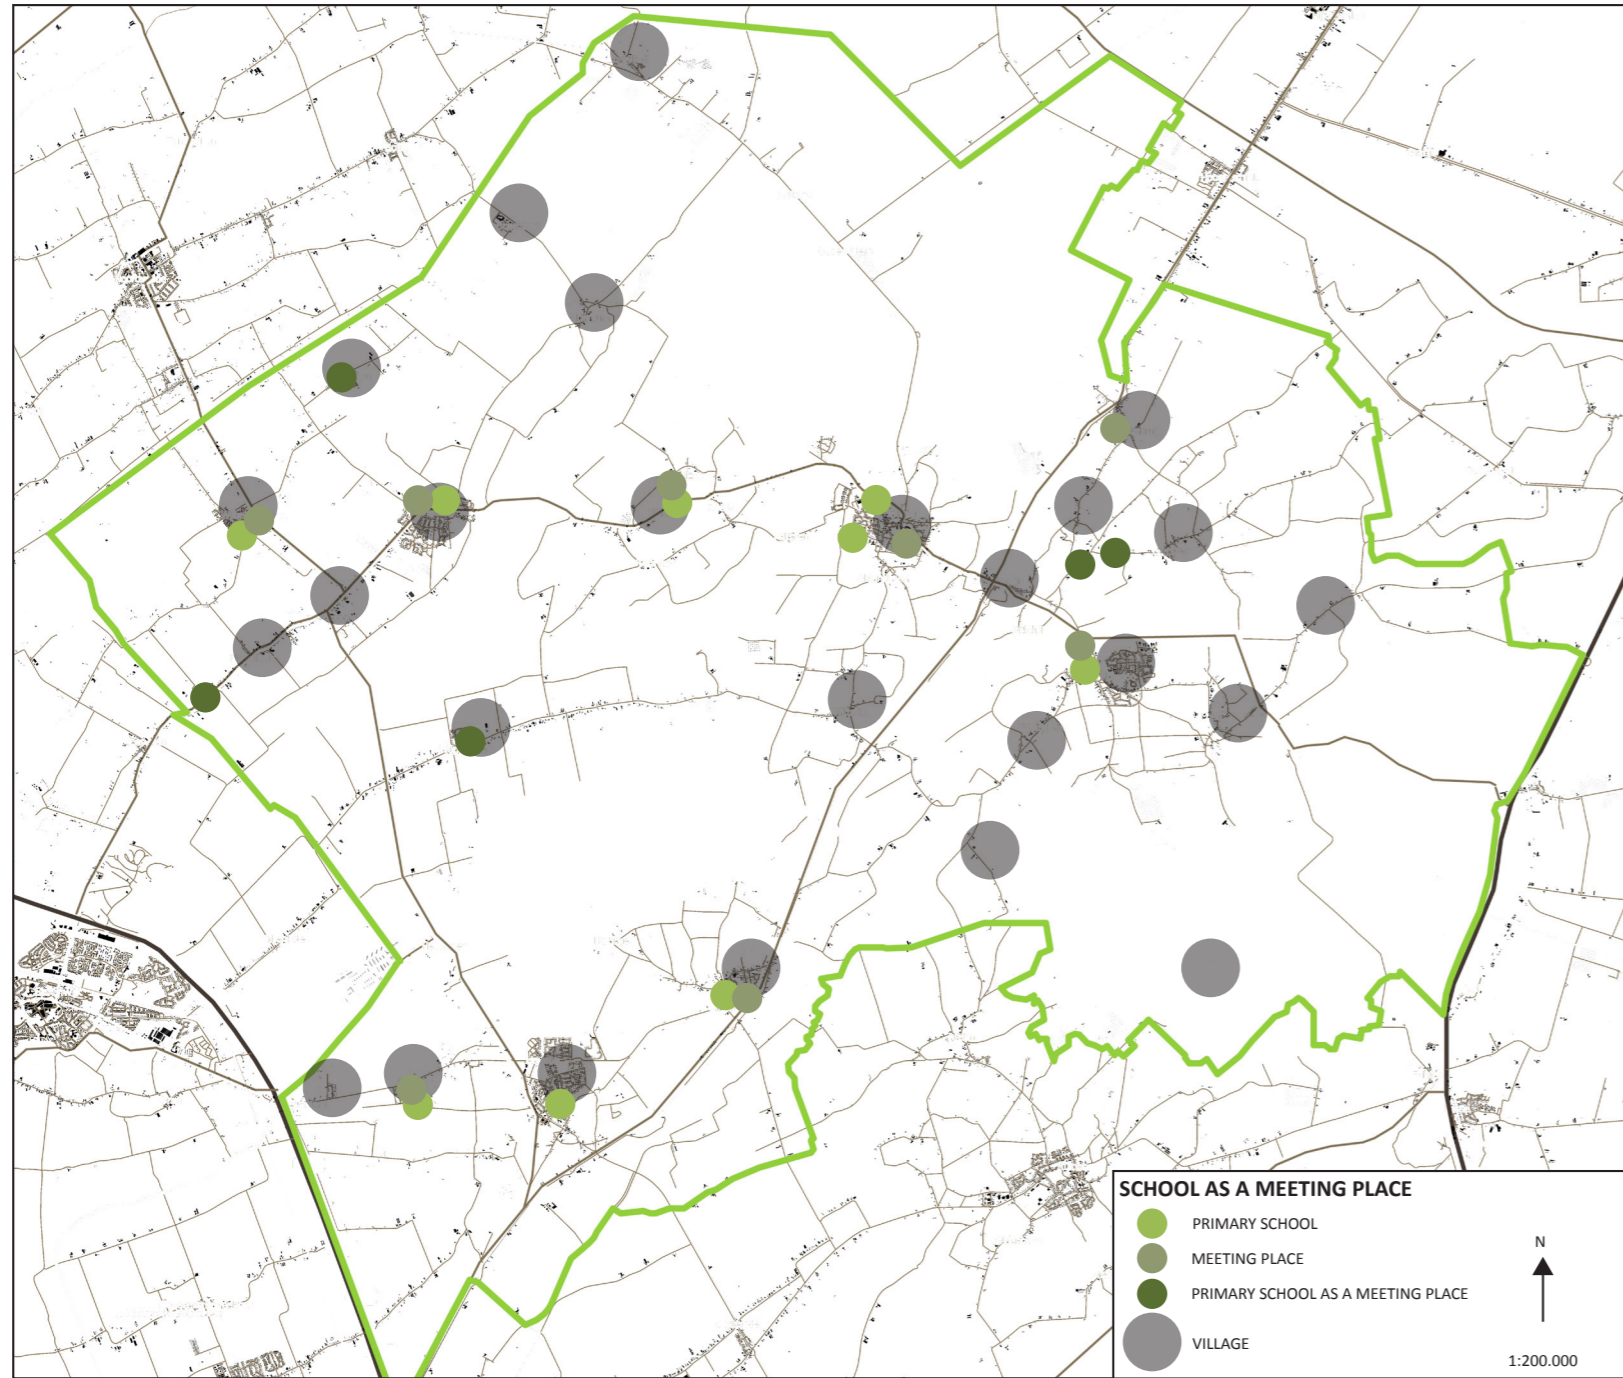 SCHOOL AS A MEETING PLACE
PRIMARY SCHOOL
MEETING PLACE
PRIMARY SCHOOL AS A MEETING PLACE
VILLAGE
N
1:200.000